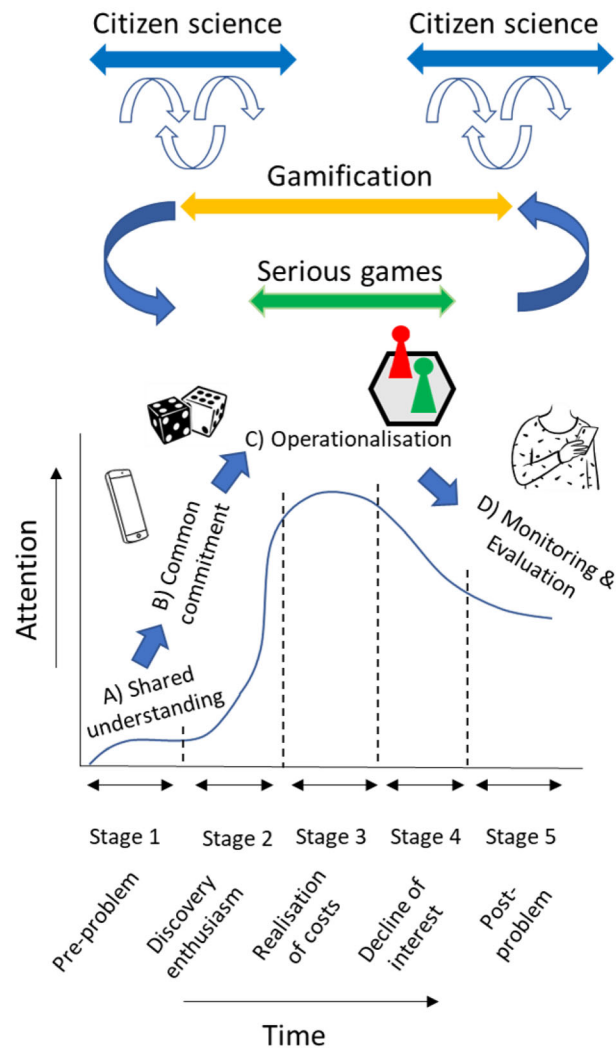 Citizen science
Citizen science
Gamification
Serious games
C) Operationalisation
B) Common
commitment
D) Monitoring &
Evaluation
A) Shared
understanding
Attention
Stage 1
Stage 2
Stage 3
Stage 4
Stage 5
Pre-problem
Discovery
enthusiasm
Realisation
of costs
Decline of
interest
Post-
problem
Time